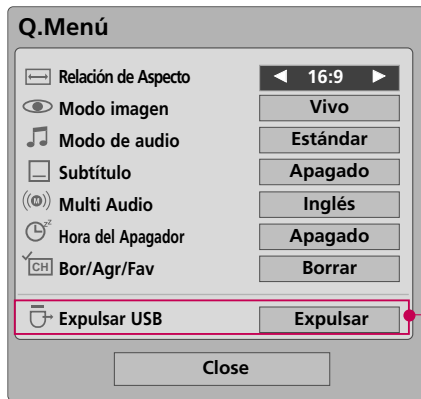 Q.Menú
Relación de Aspecto ◄ 16:9 ►
Modo imagen Vivo
Modo de audio Estándar
Subtítulo Apagado
Multi Audio Inglés
Hora del Apagador Apagado
CH Bor/Agr/Fav Borrar
Expulsar USB Expulsar
Close